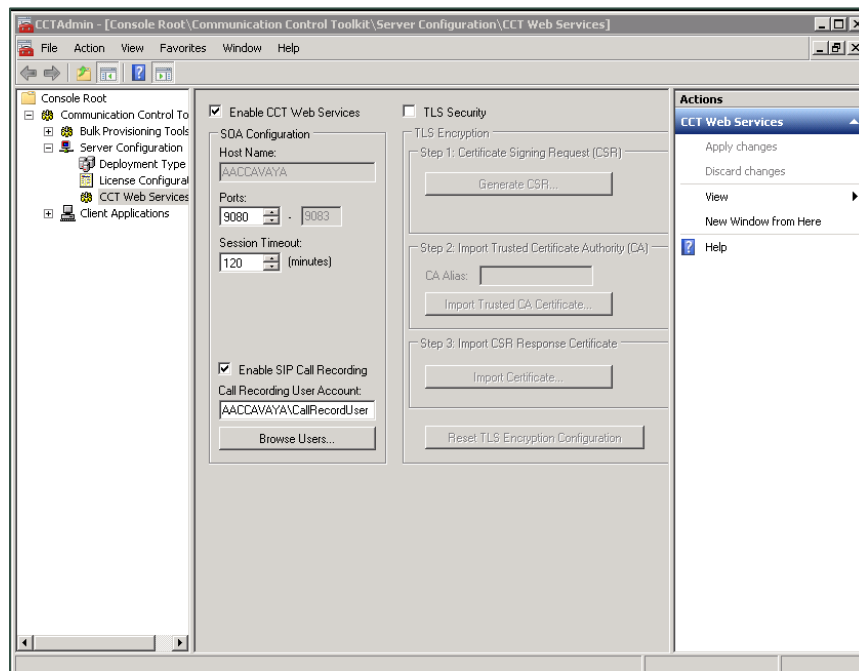 CCTAdmin - [Console Root\Communication Control Toolkit\Server Configuration\CCT Web Services]
File Action View Favorites Window Help
Console Root
Communication Control To
Bulk Provisioning Tools
Server Configuration
Deployment Type
License Configurat
CCT Web Services
Client Applications
Enable CCT Web Services
SOA Configuration
Host Name:
AACCAVAYA
Ports:
9080 - 9083
Session Timeout:
120 (minutes)
Enable SIP Call Recording
Call Recording User Account:
AACCAVAYA\CallRecordUser
Browse Users...
TLS Security
TLS Encryption
Step 1: Certificate Signing Request (CSR)
Generate CSR...
Step 2: Import Trusted Certificate Authority (CA)
CA Alias:
Import Trusted CA Certificate...
Step 3: Import CSR Response Certificate
Import Certificate...
Reset TLS Encryption Configuration
Actions
CCT Web Services
Apply changes
Discard changes
View
New Window from Here
Help